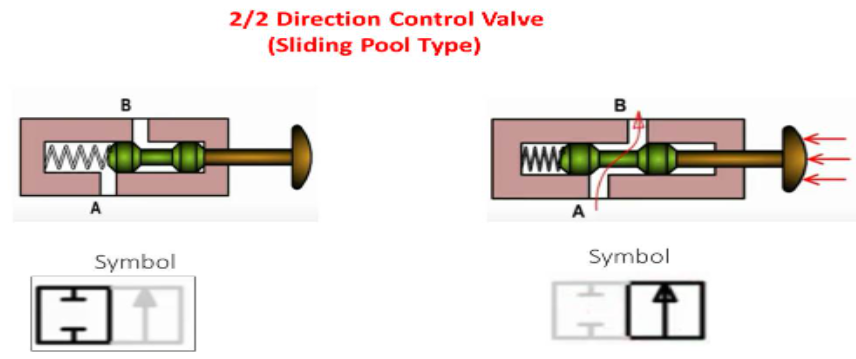 2/2 Direction Control Valve
(Sliding Pool Type)
B
A
B
A
Symbol
Symbol